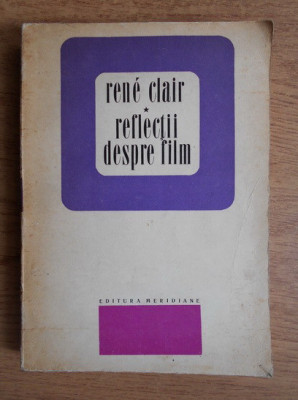 rené clair
★
reflecții
despre film
EDITURA MERIDIANE